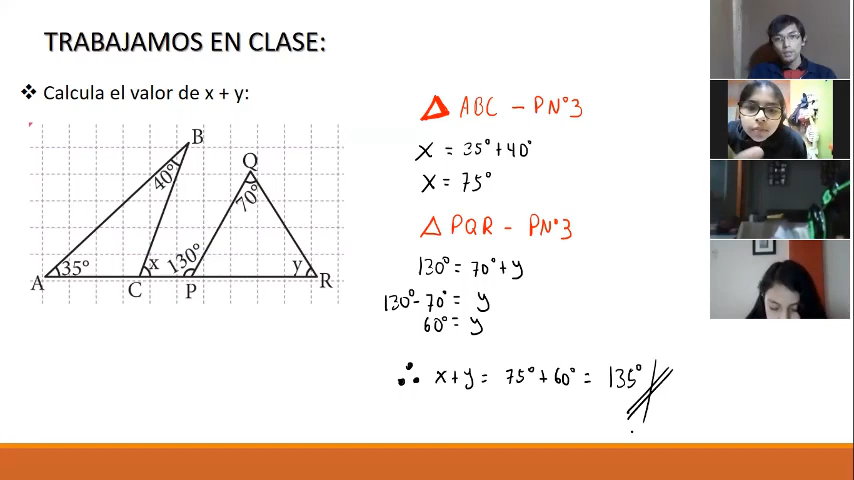 TRABAJAMOS EN CLASE:
❖ Calcula el valor de x + y:
B
40°
Q
70°
A
35°
x
130°
y
C
P
R
△ ABC - PN°3
x = 35° + 40°
x = 75°
△ PQR - PN°3
130° = 70° + y
130° - 70° = y
60° = y
∴ x + y = 75° + 60° = 135°